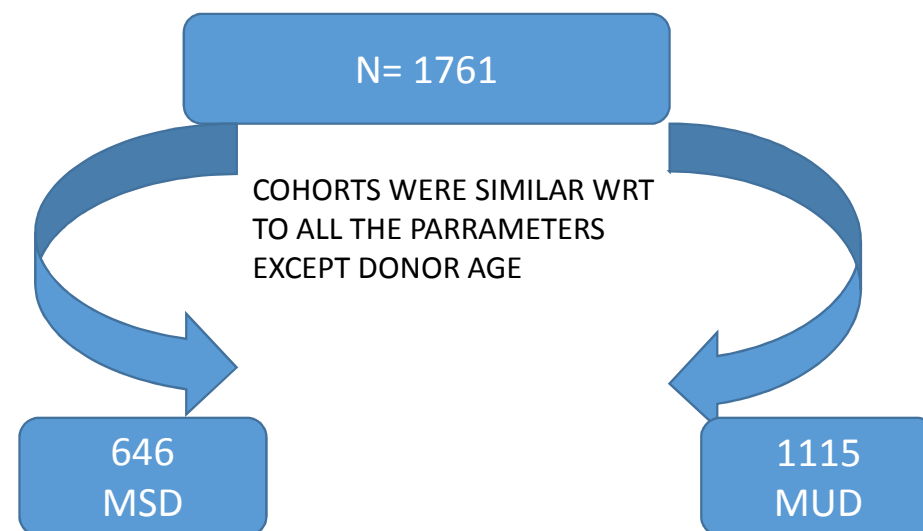 N= 1761
COHORTS WERE SIMILAR WRT
TO ALL THE PARRAMETERS
EXCEPT DONOR AGE
646
MSD
1115
MUD